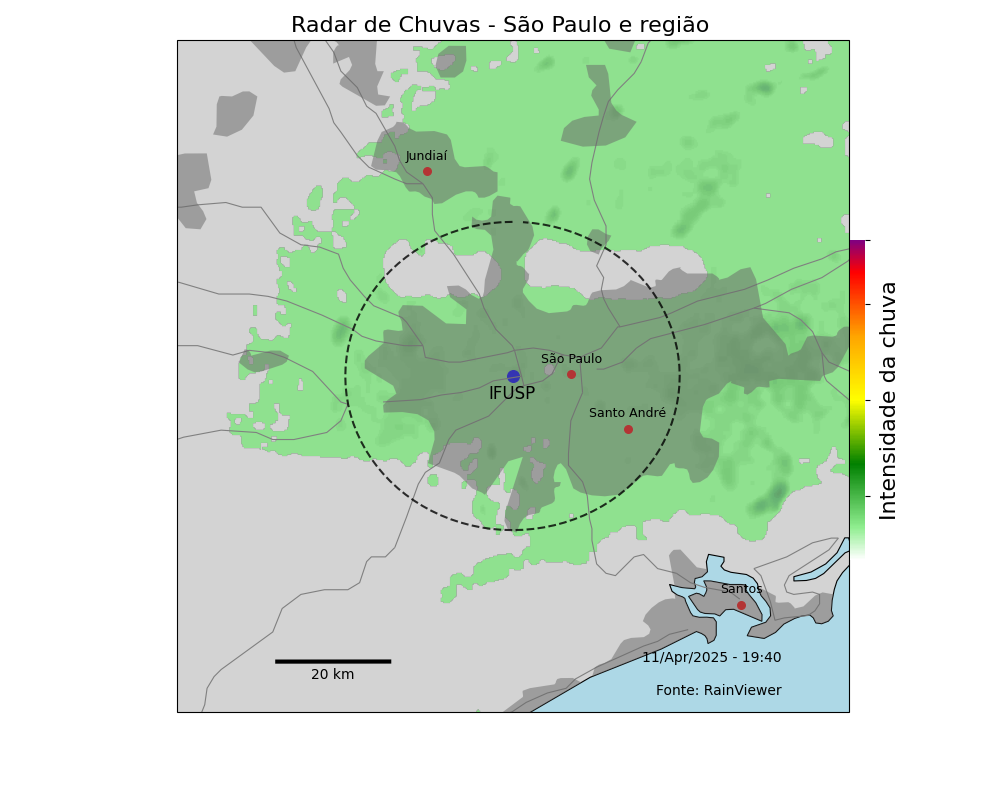 Radar de Chuvas - São Paulo e região
Jundiaí
São Paulo
IFUSP
Santo André
Santos
20 km
11/Apr/2025 - 19:40
Fonte: RainViewer
Intensidade da chuva